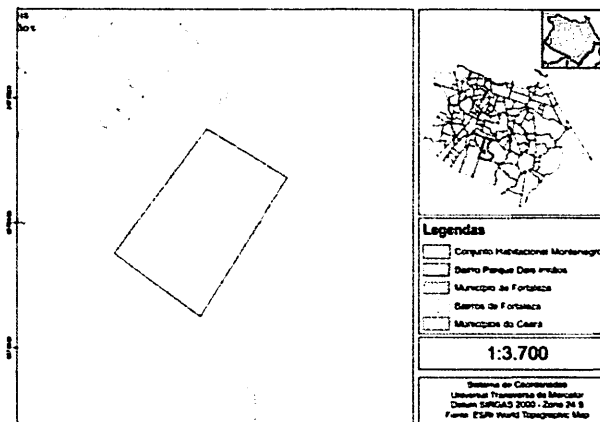 Legendas
Conjunto Habitacional Montenegro
Bairro Parque Dois Irmãos
Município de Fortaleza
Bairros de Fortaleza
Municípios do Ceará
1:3.700
Sistema de Coordenadas
Universal Transversa de Mercator
Datum SIRGAS 2000 - Zona 24 S
Fonte: ESRI World Topographic Map